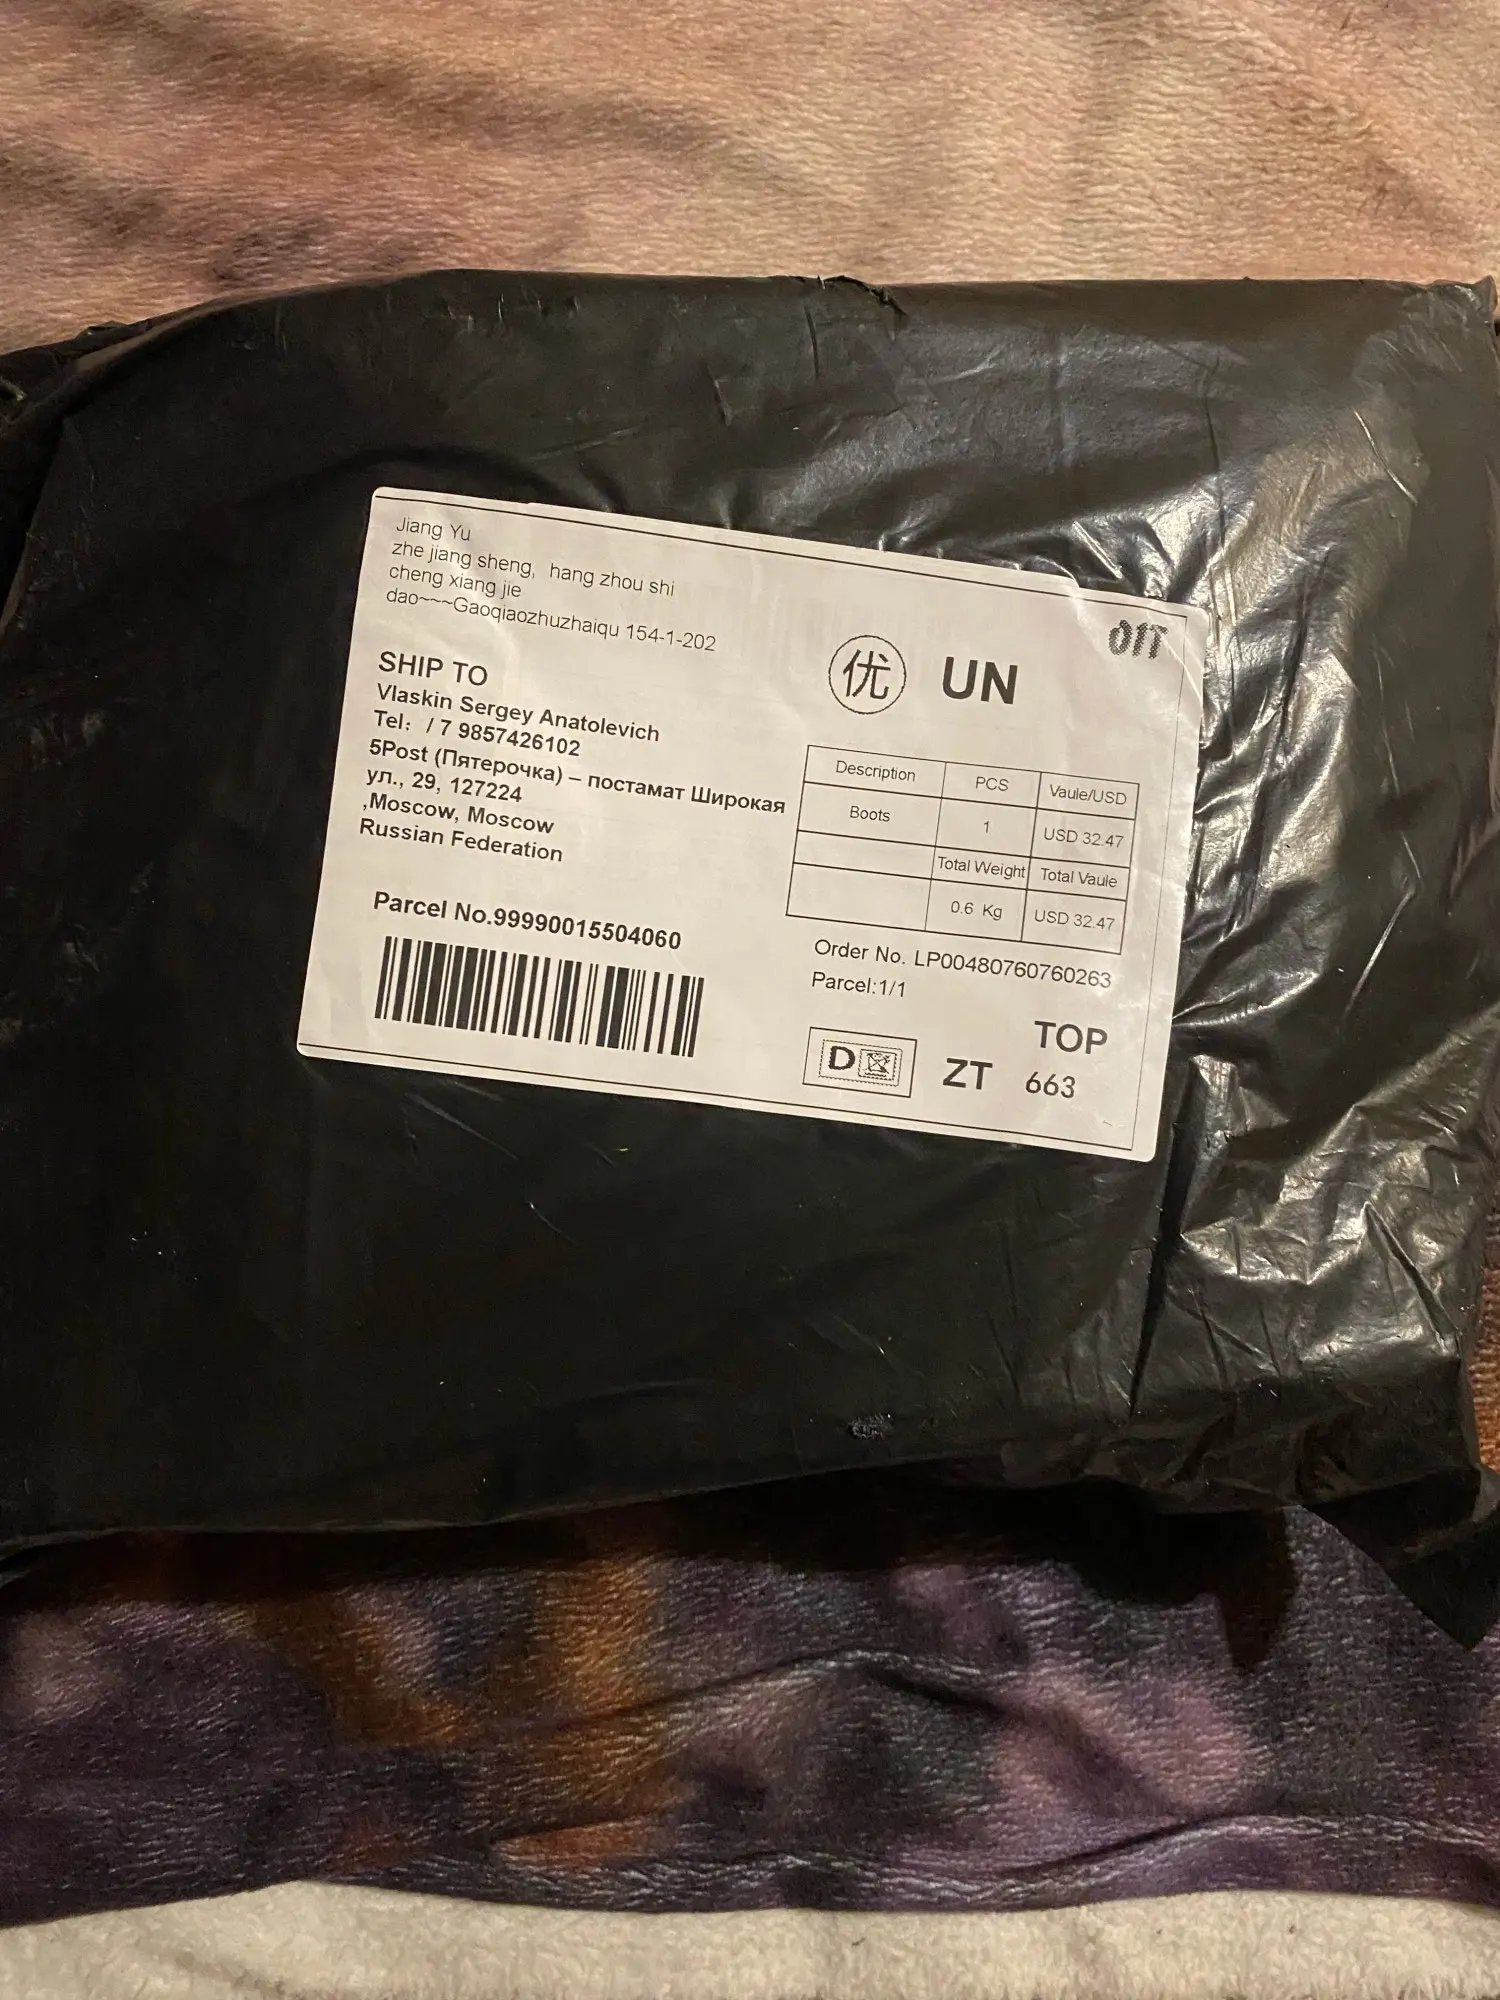 Jiang Yu
zhe jiang sheng, hang zhou shi
cheng xiang jie
dao~~~Gaoqiaozhuzhaiqu 154-1-202
SHIP TO
Vlaskin Sergey Anatolevich
Tel: / 7 9857426102
5Post (Пятерочка) – постамат Широкая
ул., 29, 127224
,Moscow, Moscow
Russian Federation
Parcel No.99990015504060
优 UN
Description PCS Vaule/USD
Boots 1 USD 32.47
Total Weight Total Vaule
0.6 Kg USD 32.47
Order No. LP00480760760263
Parcel:1/1
TOP
D ZT 663